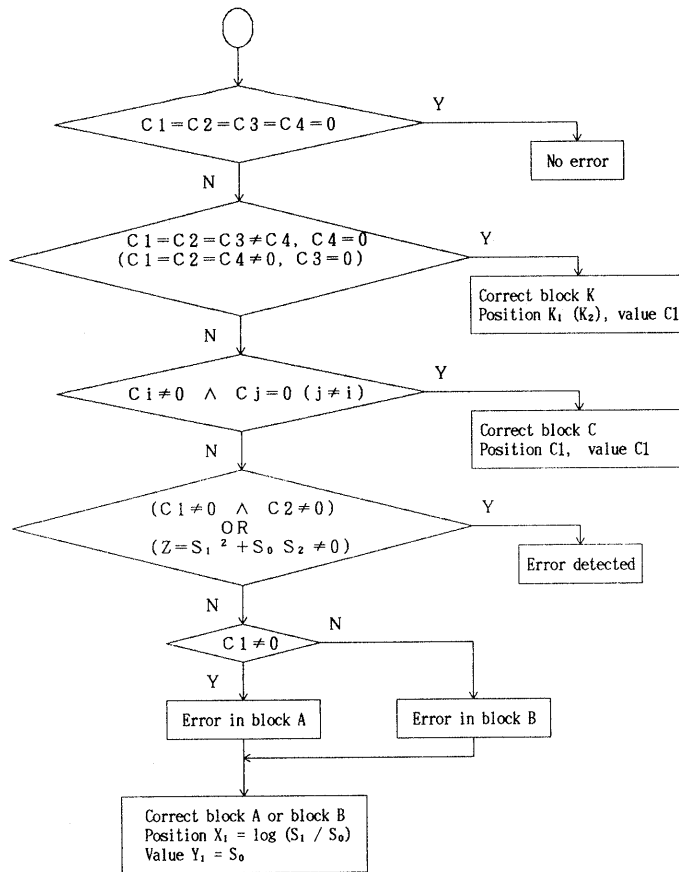 C1=C2=C3=C4=0
Y
No error
N
C1=C2=C3≠C4, C4=0
(C1=C2=C4≠0, C3=0)
Y
Correct block K
Position K₁ (K₂), value C1
N
Ci≠0 ∧ Cj=0 (j≠i)
Y
Correct block C
Position C1, value C1
N
(C1≠0 ∧ C2≠0)
OR
(Z=S₁² +S₀ S₂ ≠0)
Y
Error detected
N
C1≠0
N
Y
Error in block A
Error in block B
Correct block A or block B
Position X₁ = log (S₁ / S₀)
Value Y₁ = S₀